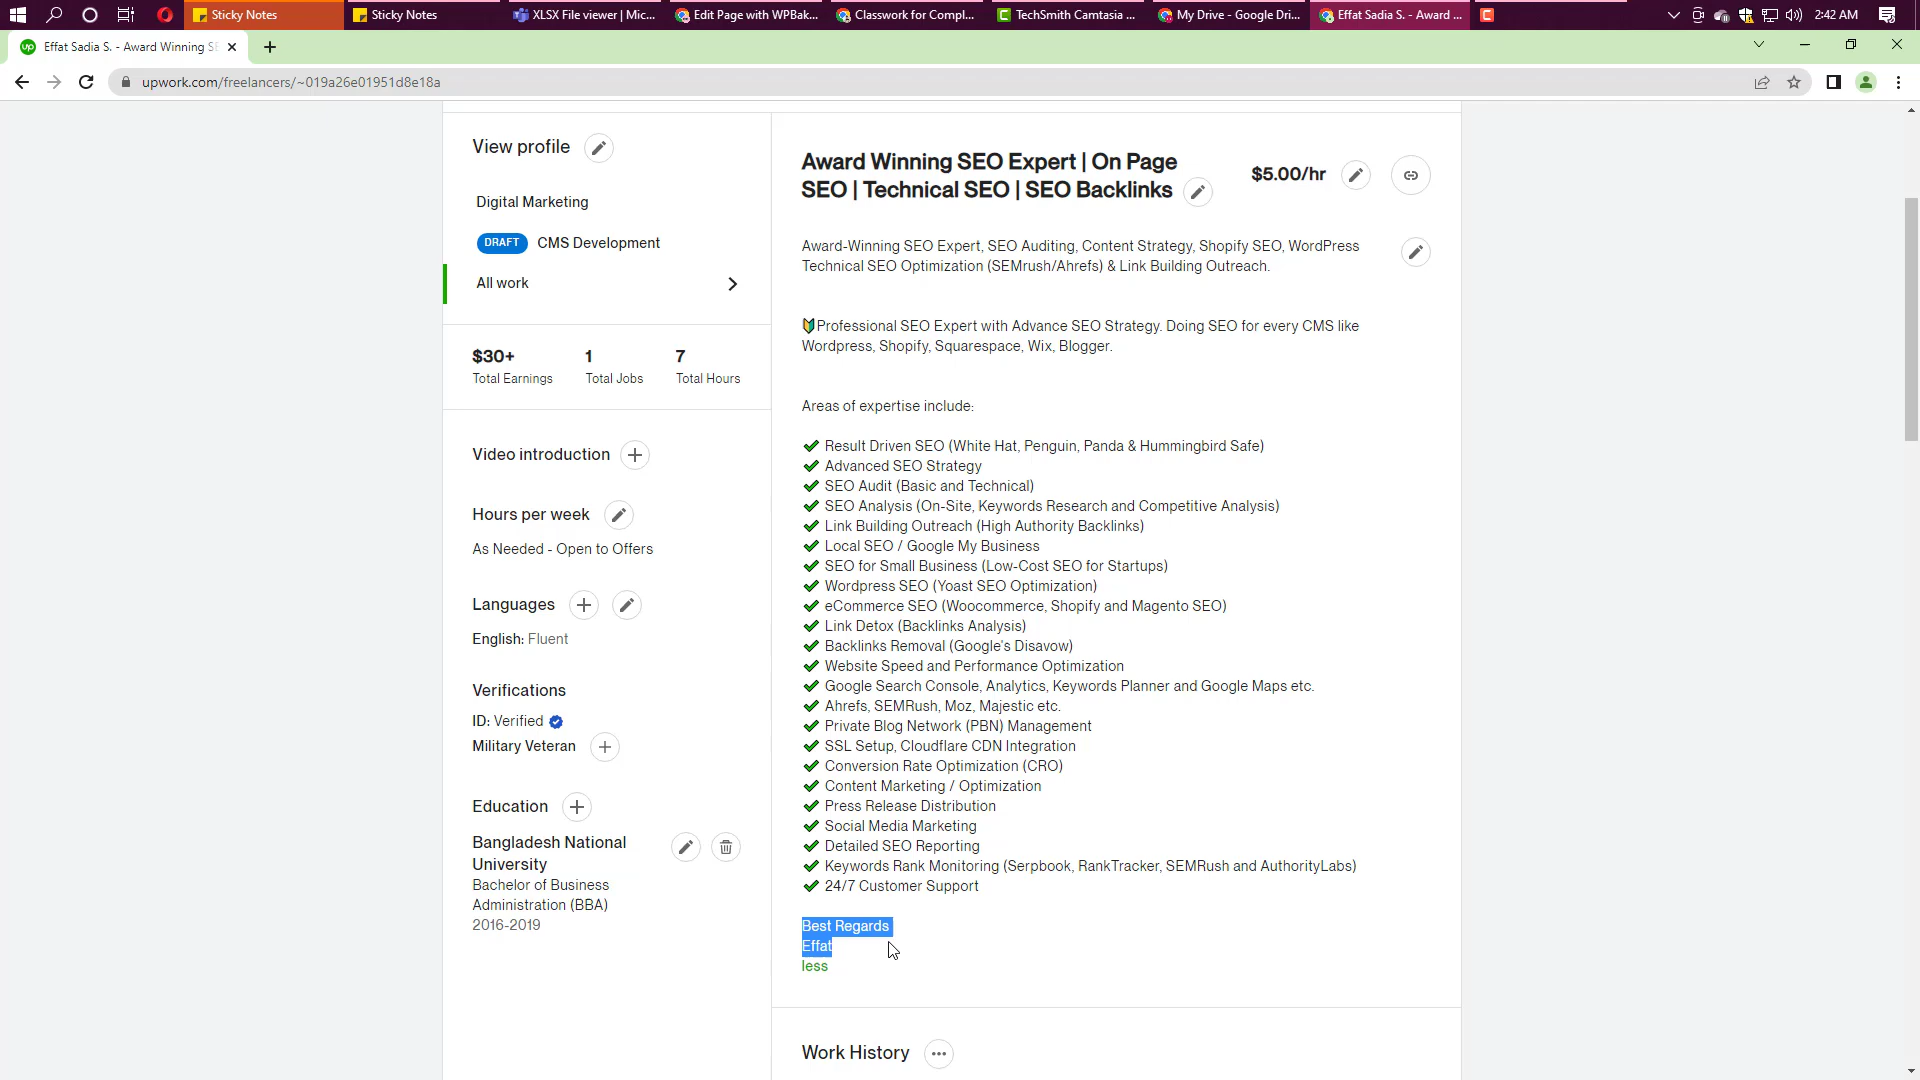 Sticky Notes
Sticky Notes
XLSX File viewer | Mic...
Edit Page with WPBak...
Classwork for Compl...
TechSmith Camtasia ...
My Drive - Google Dri...
Effat Sadia S. - Award ...
2:42 AM
Effat Sadia S. - Award Winning SE
upwork.com/freelancers/~019a26e01951d8e18a
View profile
Digital Marketing
DRAFT CMS Development
All work
$30+ 1 7
Total Earnings Total Jobs Total Hours
Video introduction
Hours per week
As Needed - Open to Offers
Languages
English: Fluent
Verifications
ID: Verified
Military Veteran
Education
Bangladesh National
University
Bachelor of Business
Administration (BBA)
2016-2019
Award Winning SEO Expert | On Page
SEO | Technical SEO | SEO Backlinks
$5.00/hr
Award-Winning SEO Expert, SEO Auditing, Content Strategy, Shopify SEO, WordPress
Technical SEO Optimization (SEMrush/Ahrefs) & Link Building Outreach.
🔰Professional SEO Expert with Advance SEO Strategy. Doing SEO for every CMS like
Wordpress, Shopify, Squarespace, Wix, Blogger.
Areas of expertise include:
✔ Result Driven SEO (White Hat, Penguin, Panda & Hummingbird Safe)
✔ Advanced SEO Strategy
✔ SEO Audit (Basic and Technical)
✔ SEO Analysis (On-Site, Keywords Research and Competitive Analysis)
✔ Link Building Outreach (High Authority Backlinks)
✔ Local SEO / Google My Business
✔ SEO for Small Business (Low-Cost SEO for Startups)
✔ Wordpress SEO (Yoast SEO Optimization)
✔ eCommerce SEO (Woocommerce, Shopify and Magento SEO)
✔ Link Detox (Backlinks Analysis)
✔ Backlinks Removal (Google's Disavow)
✔ Website Speed and Performance Optimization
✔ Google Search Console, Analytics, Keywords Planner and Google Maps etc.
✔ Ahrefs, SEMRush, Moz, Majestic etc.
✔ Private Blog Network (PBN) Management
✔ SSL Setup, Cloudflare CDN Integration
✔ Conversion Rate Optimization (CRO)
✔ Content Marketing / Optimization
✔ Press Release Distribution
✔ Social Media Marketing
✔ Detailed SEO Reporting
✔ Keywords Rank Monitoring (Serpbook, RankTracker, SEMRush and AuthorityLabs)
✔ 24/7 Customer Support
Best Regards
Effat
less
Work History